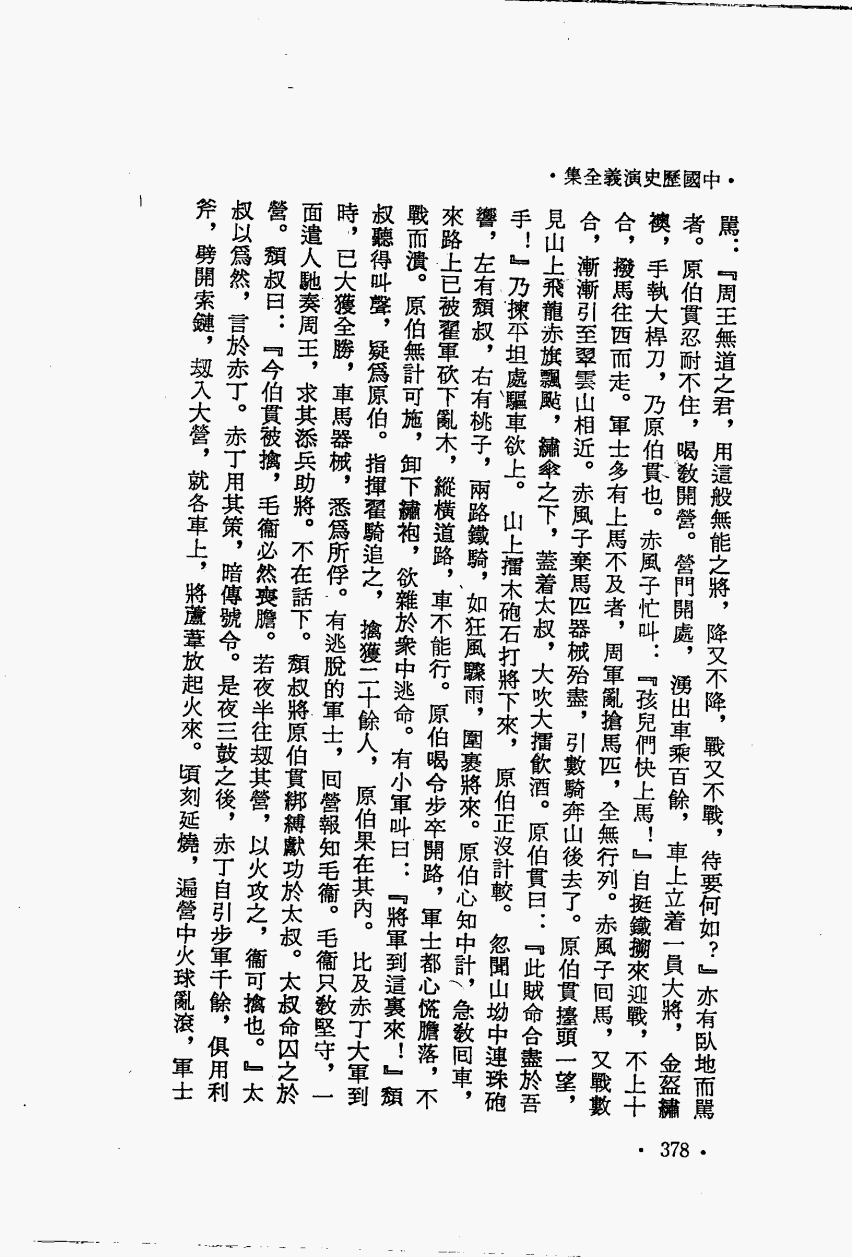 ·中國歷史演義全集·
罵：『周王無道之君，用這般無能之將，降又不降，戰又不戰，待要何如？』亦有臥地而罵
者。原伯貫忍耐不住，喝敎開營。營門開處，湧出車乘百餘，車上立着一員大將，金盔繡
襖，手執大桿刀，乃原伯貫也。赤風子忙叫：『孩兒們快上馬！』自挺鐵搠來迎戰，不上十
合，撥馬往西而走。軍士多有上馬不及者，周軍亂搶馬匹，全無行列。赤風子回馬，又戰數
合，漸漸引至翠雲山相近。赤風子棄馬匹器械殆盡，引數騎奔山後去了。原伯貫擡頭一望，
見山上飛龍赤旗飄颭，繡傘之下，蓋着太叔，大吹大擂飲酒。原伯貫曰：『此賊命合盡於吾
手！』乃揀平坦處驅車欲上。山上擂木砲石打將下來，原伯正沒計較。忽聞山坳中連珠砲
響，左有頹叔，右有桃子，兩路鐵騎，如狂風驟雨，圍裹將來。原伯心知中計，急敎回車，
來路上已被翟軍砍下亂木，縱橫道路，車不能行。原伯喝令步卒開路，軍士都心慌膽落，不
戰而潰。原伯無計可施，卸下繡袍，欲雜於衆中逃命。有小軍叫曰：『將軍到這裏來！』頹
叔聽得叫聲，疑爲原伯。指揮翟騎追之，擒獲二十餘人，原伯果在其內。比及赤丁大軍到
時，已大獲全勝，車馬器械，悉爲所俘。有逃脫的軍士，回營報知毛衞。毛衞只敎堅守，一
面遣人馳奏周王，求其添兵助將。不在話下。頹叔將原伯貫綁縛獻功於太叔。太叔命囚之於
營。頹叔曰：『今伯貫被擒，毛衞必然喪膽。若夜半往刼其營，以火攻之，衞可擒也。』太
叔以爲然，言於赤丁。赤丁用其策，暗傳號令。是夜三鼓之後，赤丁自引步軍千餘，俱用利
斧，劈開索鏈，刼入大營，就各車上，將蘆葦放起火來。頃刻延燒，遍營中火球亂滾，軍士
·378·